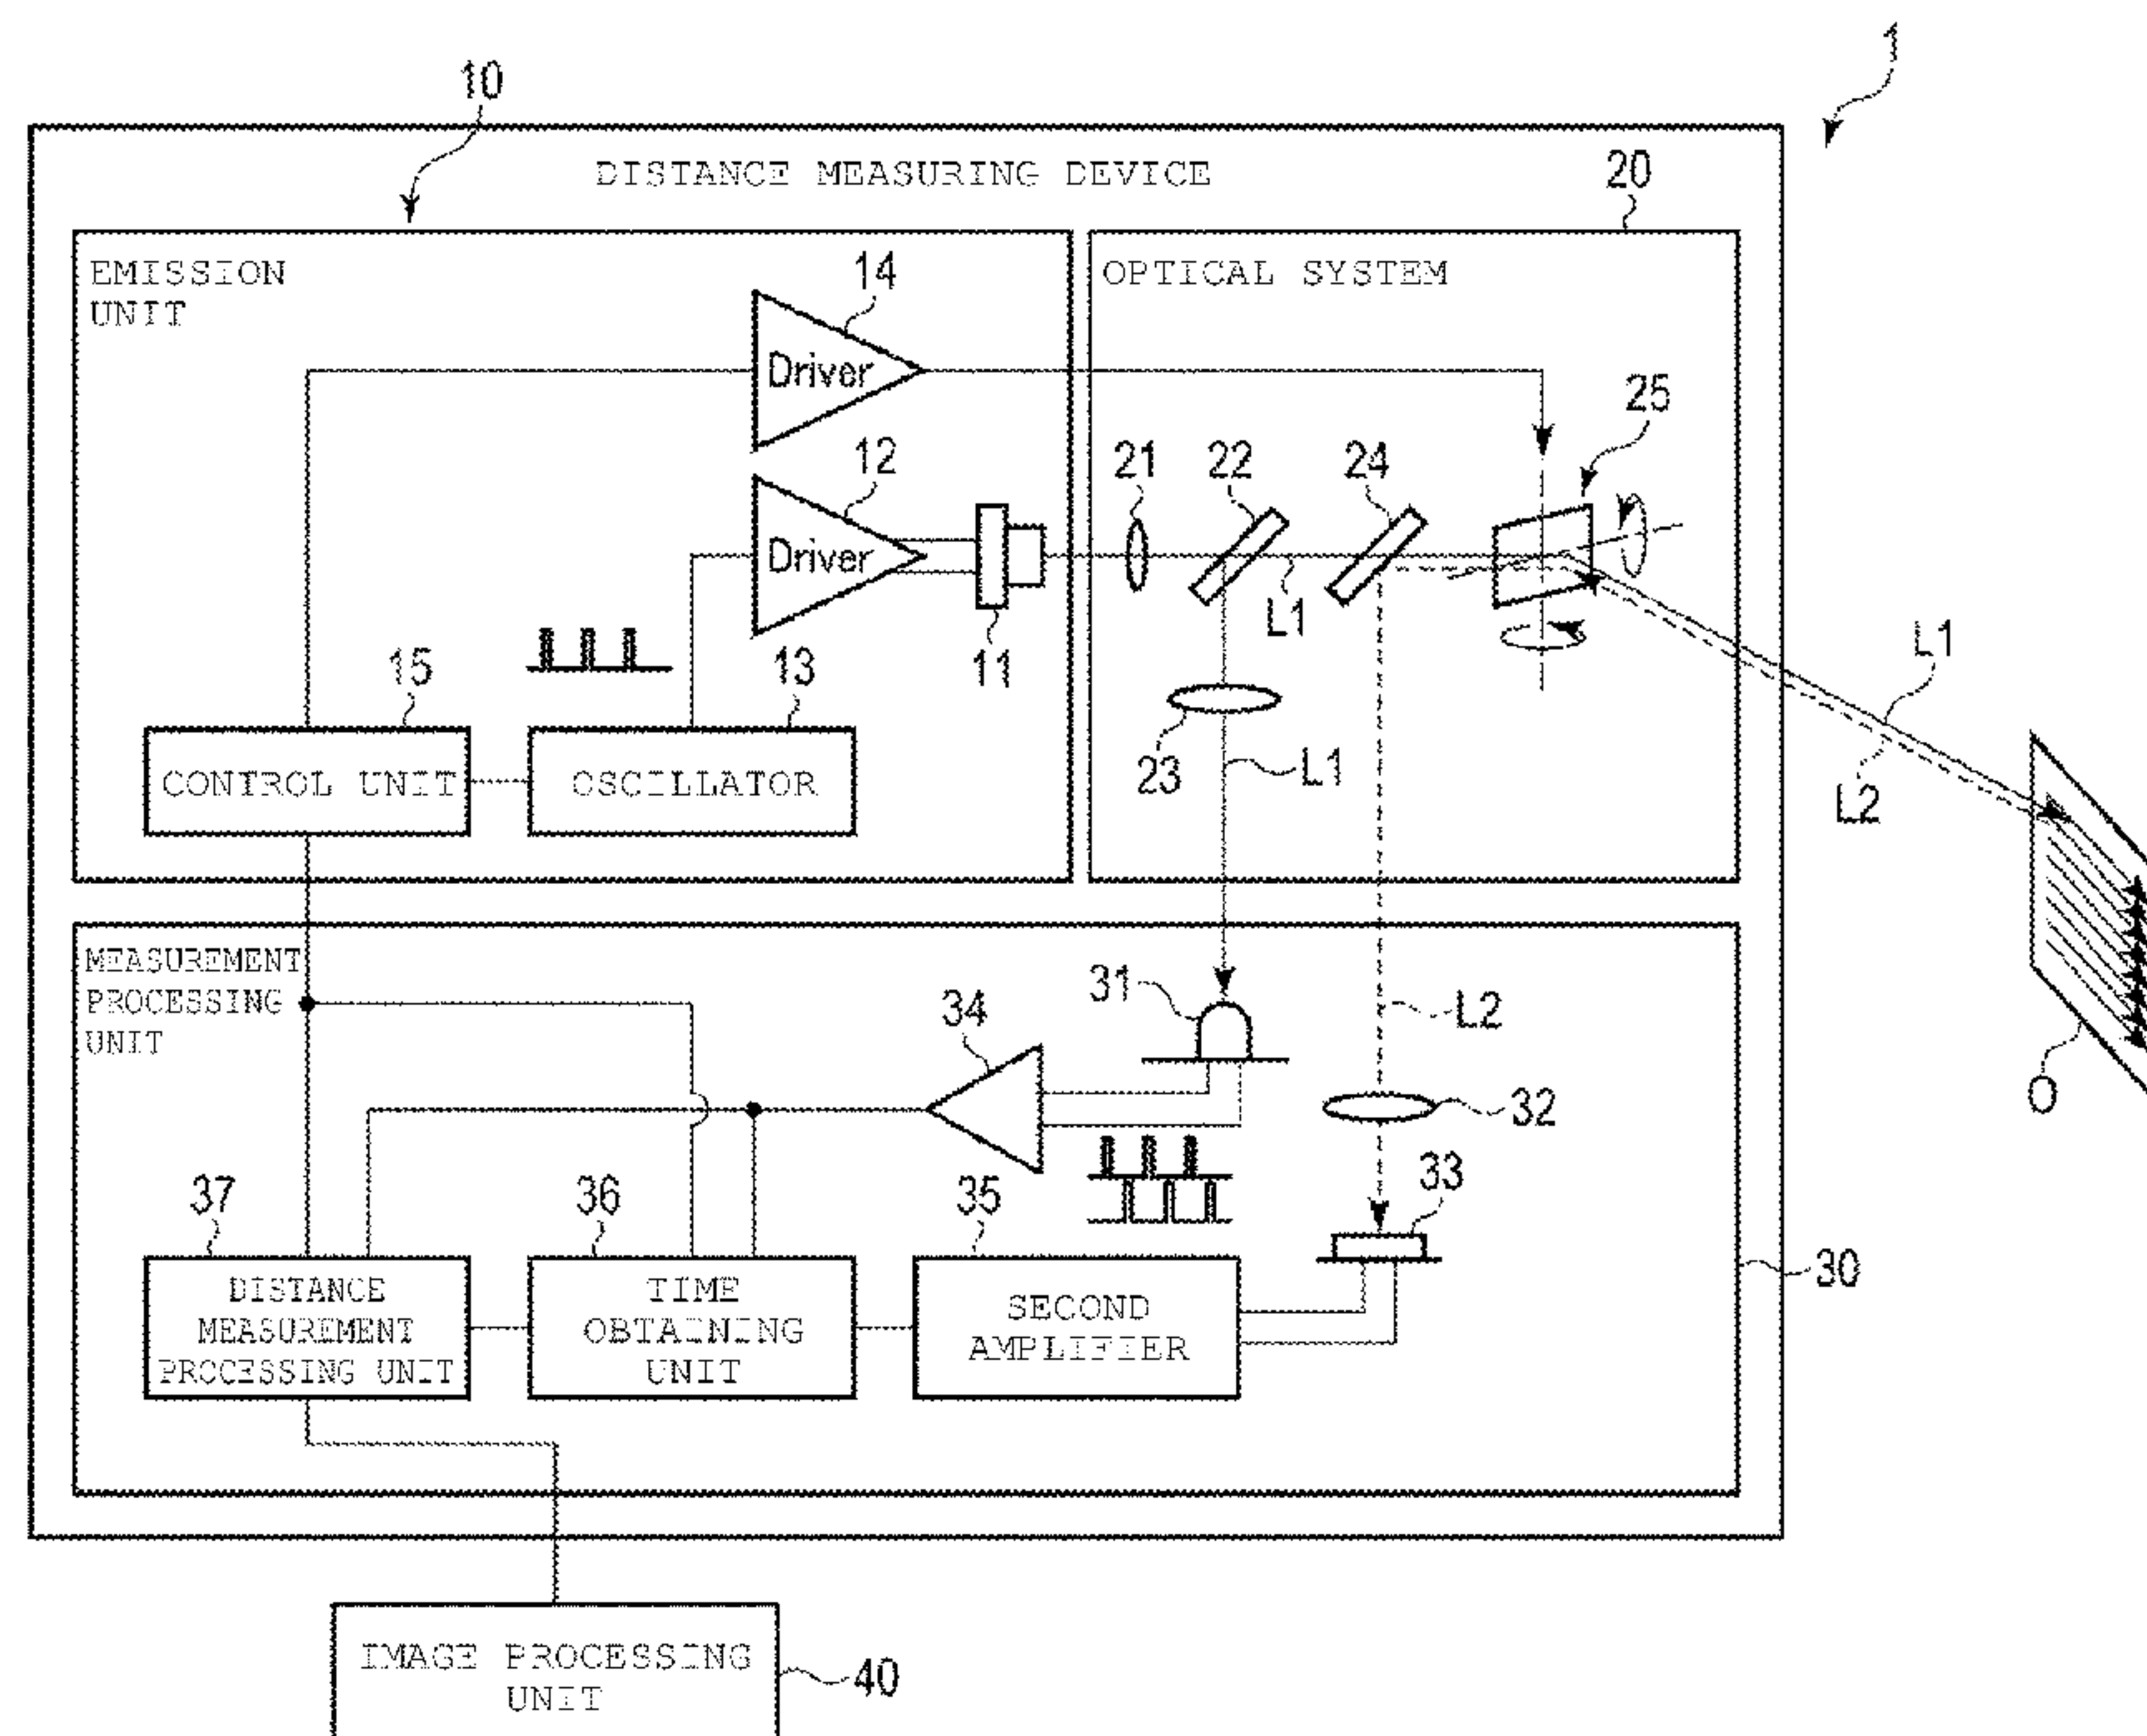 1
10
DISTANCE MEASURING DEVICE
20
EMISSION
UNIT
14
OPTICAL SYSTEM
Driver
25
12
21
22
24
Driver
L1
11
L1
15
13
23
L1
L2
CONTROL UNIT
OSCILLATOR
MEASUREMENT
PROCESSING
UNIT
34
31
L2
O
32
37
36
35
33
30
DISTANCE
MEASUREMENT
PROCESSING UNIT
TIME
OBTAINING
UNIT
SECOND
AMPLIFIER
IMAGE PROCESSING
UNIT
40